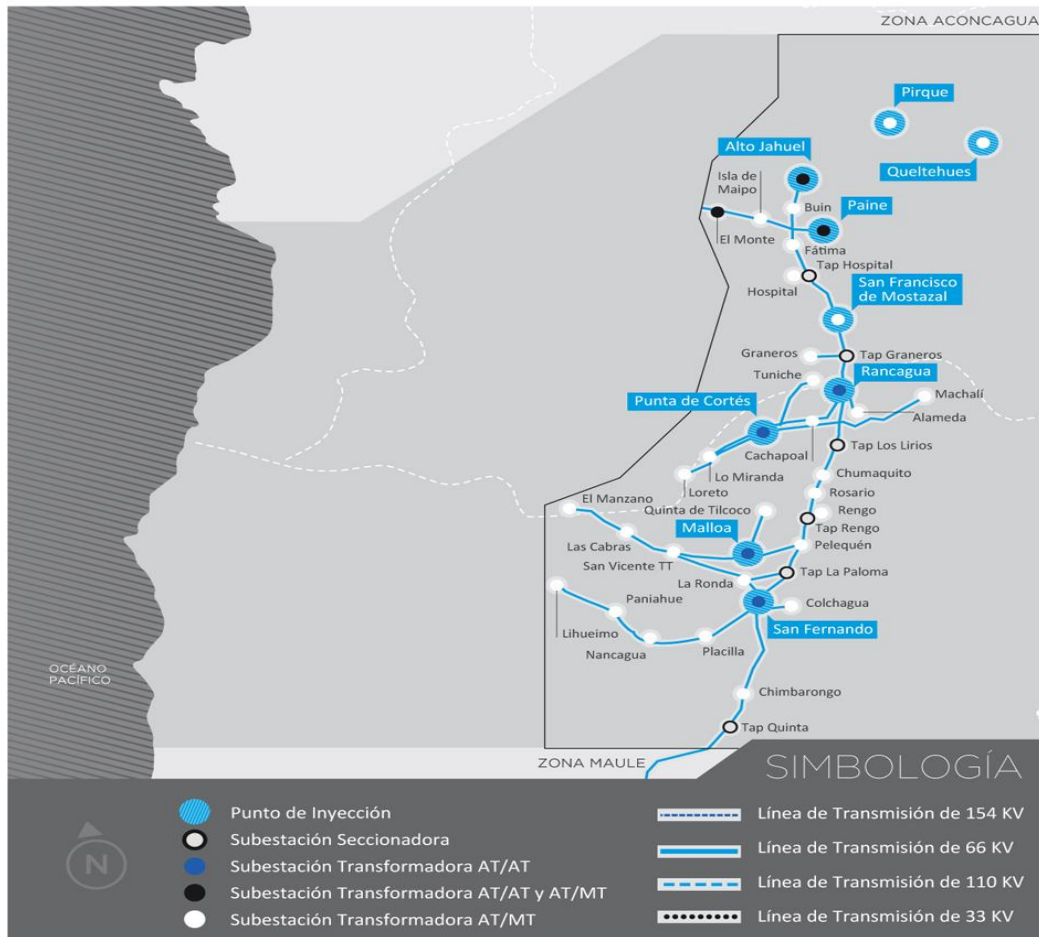 ZONA ACONCAGUA
Pirque
Alto Jahuel
Queltehues
Isla de
Maipo
Buin
Paine
El Monte
Fátima
Tap Hospital
Hospital
San Francisco
de Mostazal
Graneros
Tap Graneros
Tuniche
Rancagua
Machalí
Punta de Cortés
Alameda
Cachapoal
Tap Los Lirios
Lo Miranda
Chumaquito
Loreto
Rosario
El Manzano
Quinta de Tilcoco
Rengo
Malloa
Tap Rengo
Las Cabras
Pelequén
San Vicente TT
La Ronda
Tap La Paloma
Paniahue
Colchagua
San Fernando
Lihueimo
Nancagua
Placilla
OCÉANO
PACÍFICO
Chimbarongo
Tap Quinta
ZONA MAULE
SIMBOLOGÍA
N
Punto de Inyección
Subestación Seccionadora
Subestación Transformadora AT/AT
Subestación Transformadora AT/AT y AT/MT
Subestación Transformadora AT/MT
Línea de Transmisión de 154 KV
Línea de Transmisión de 66 KV
Línea de Transmisión de 110 KV
Línea de Transmisión de 33 KV